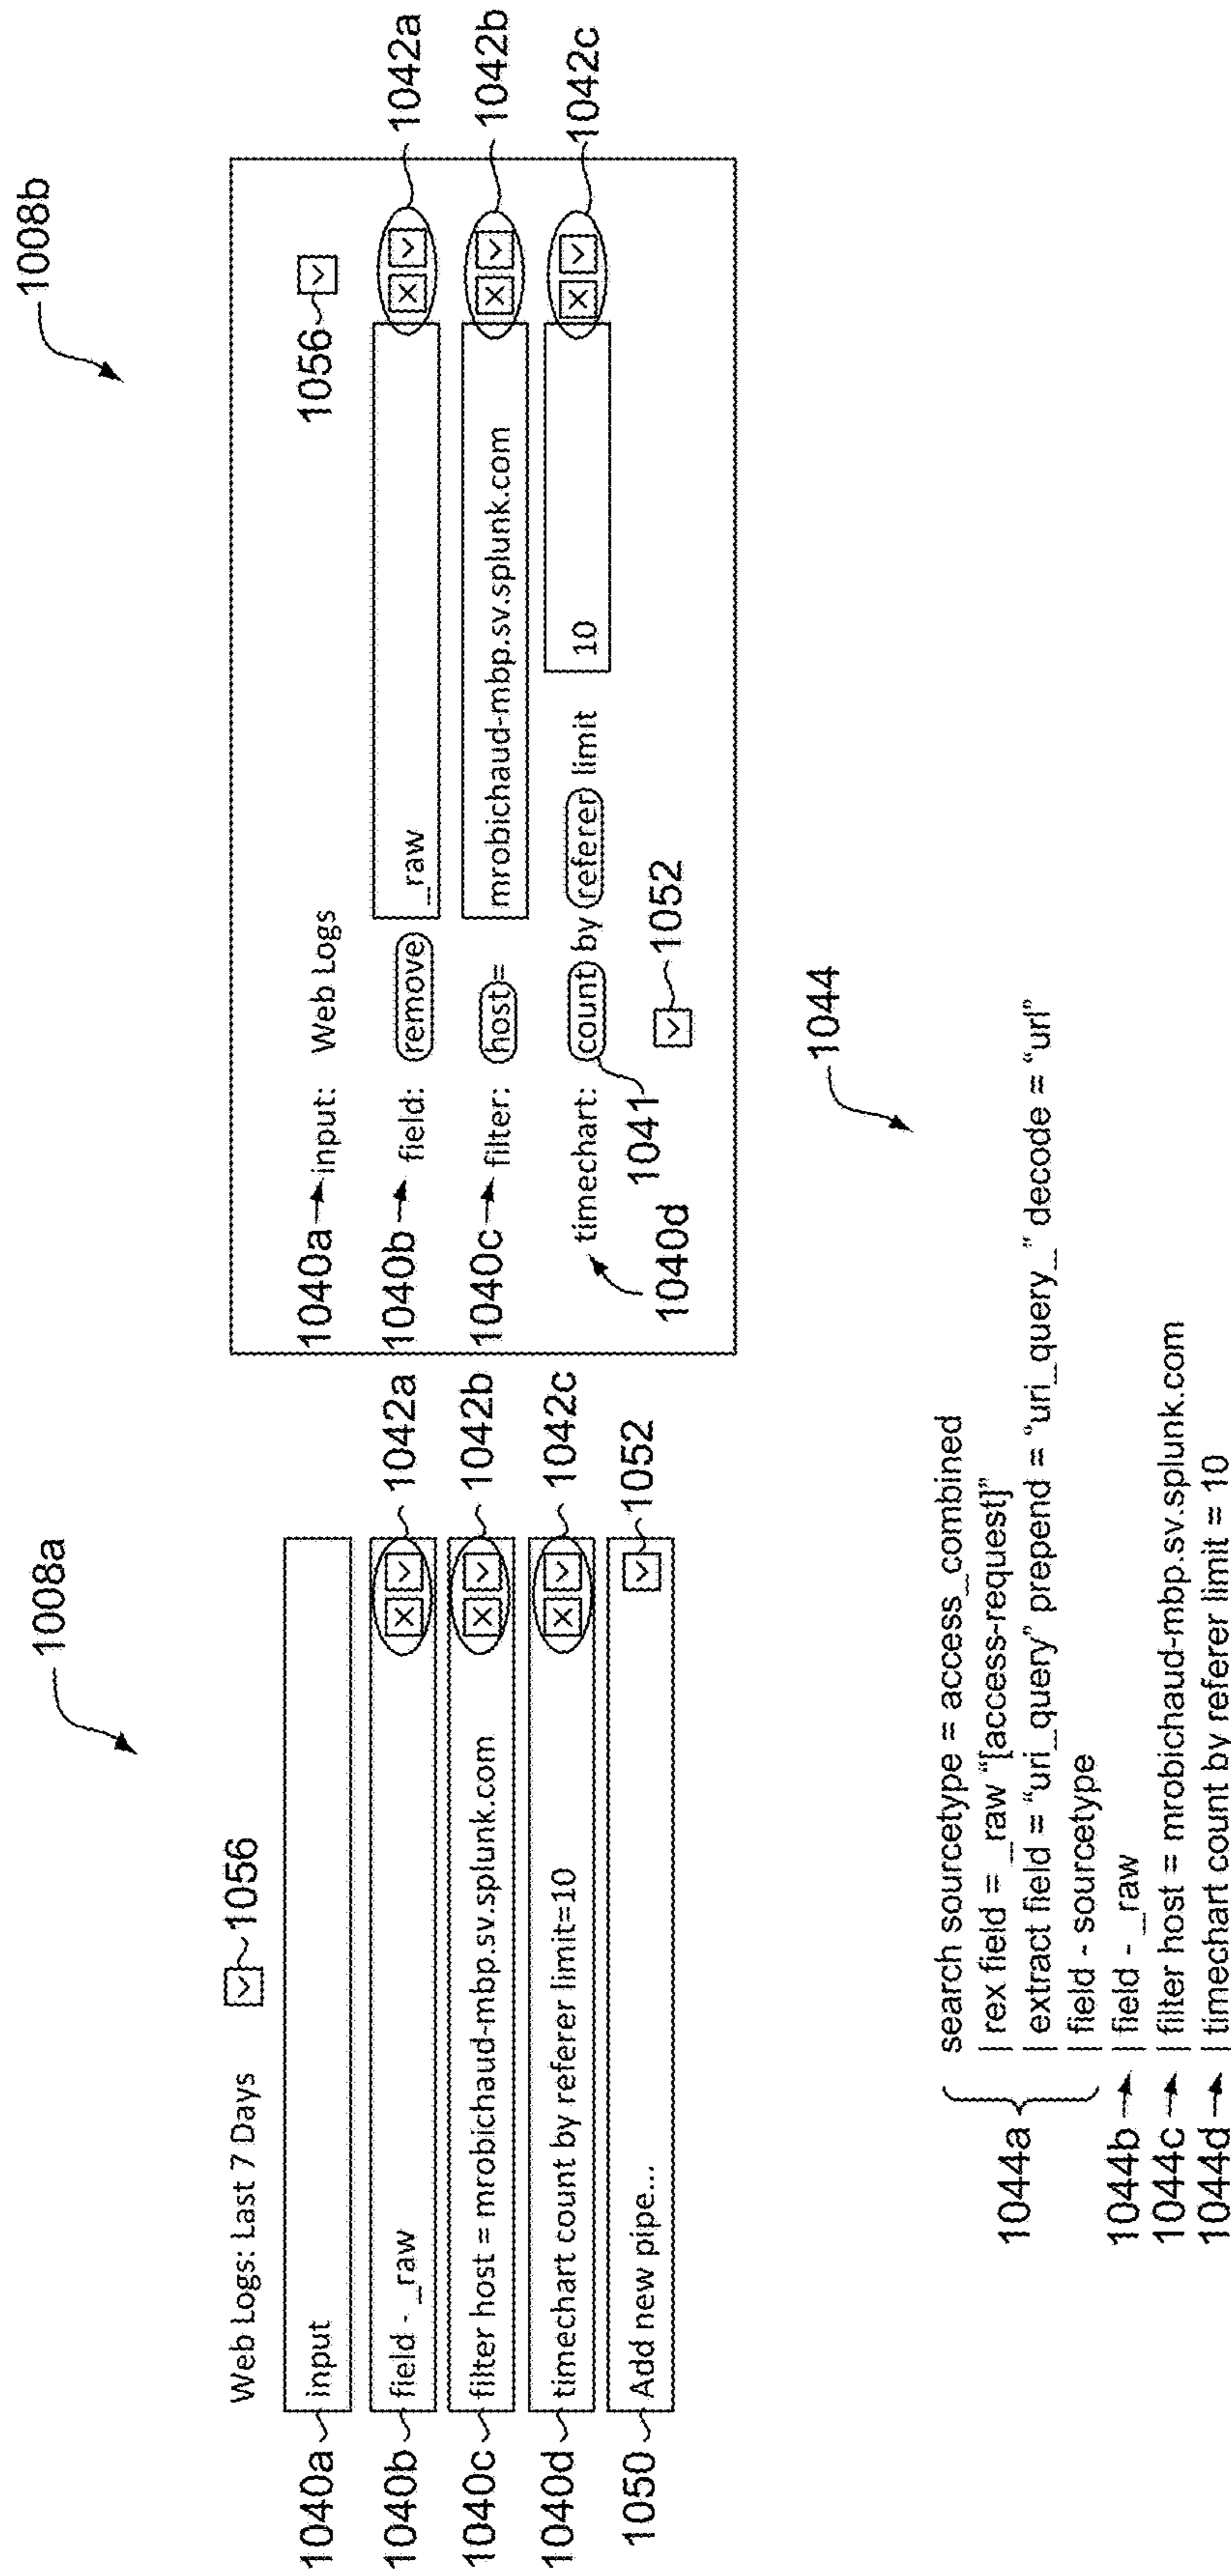 1008a
Web Logs: Last 7 Days 1056
1040a input
1040b field - _raw 1042a
1040c filter host = mrobichaud-mbp.sv.splunk.com 1042b
1040d timechart count by referer limit=10 1042c
1050 Add new pipe... 1052
1008b
1056
1040a input: Web Logs
1040b field: remove _raw 1042a
1040c filter: host= mrobichaud-mbp.sv.splunk.com 1042b
timechart: count by referer limit 10 1042c
1040d 1041 1052
1044
search sourcetype = access_combined
| rex field = _raw "[access-request]"
| extract field = "uri_query" prepend = "uri_query_" decode = "url"
| field - sourcetype
1044a
1044b | field - _raw
1044c | filter host = mrobichaud-mbp.sv.splunk.com
1044d | timechart count by referer limit = 10